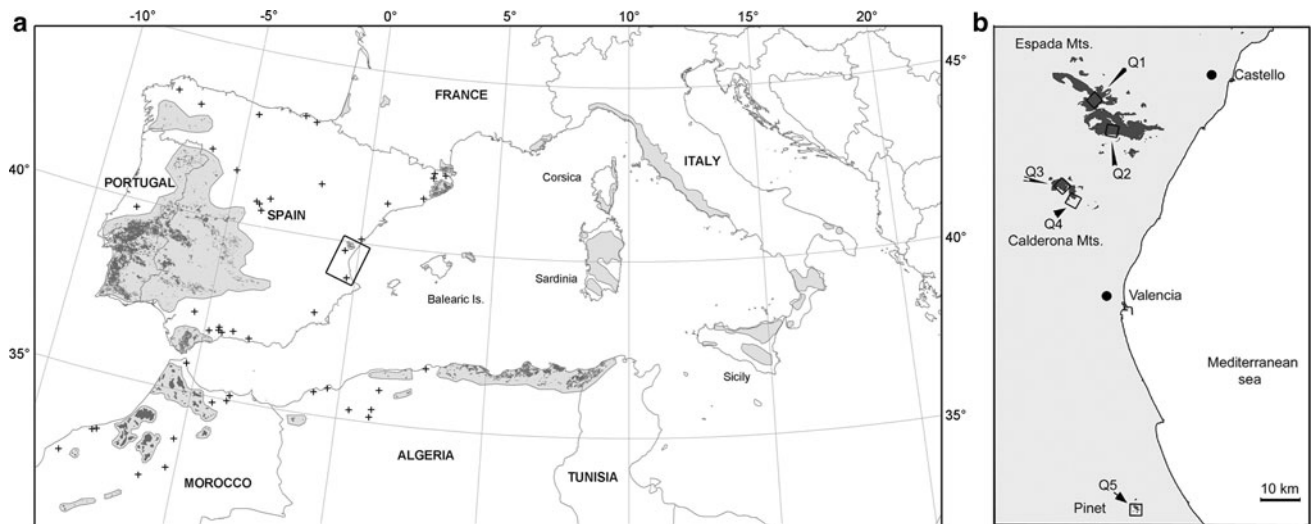 a
-10°
-5°
0°
5°
10°
15°
20°
45°
40°
35°
45°
40°
35°
FRANCE
ITALY
PORTUGAL
SPAIN
Corsica
Sardinia
Balearic Is.
Sicily
MOROCCO
ALGERIA
TUNISIA
b
Espada Mts.
Q1
Castello
Q2
Q3
Q4
Calderona Mts.
Valencia
Mediterranean
sea
Q5
Pinet
10 km